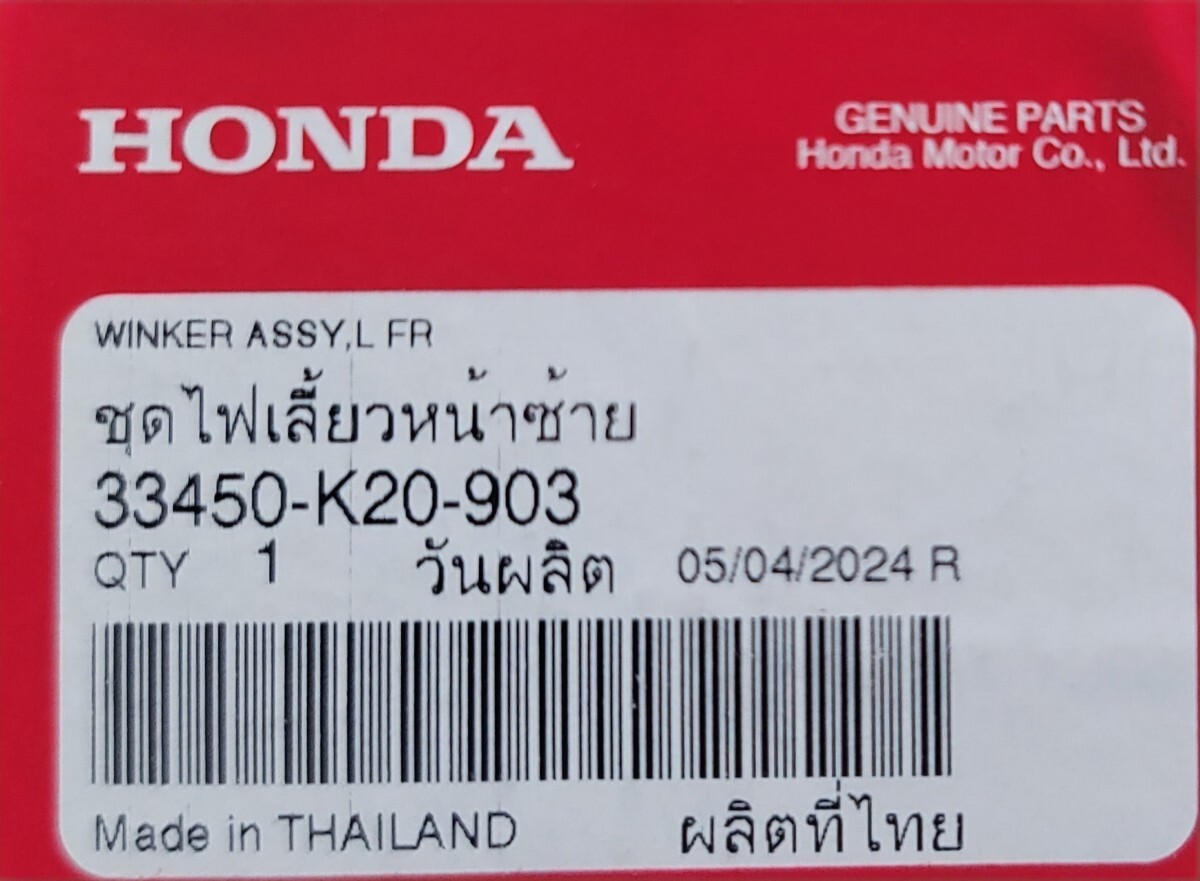 HONDA
GENUINE PARTS
Honda Motor Co., Ltd.
WINKER ASSY,L FR
ชุดไฟเลี้ยวหน้าซ้าย
33450-K20-903
QTY 1 วันผลิต 05/04/2024 R
Made in THAILAND ผลิตที่ไทย